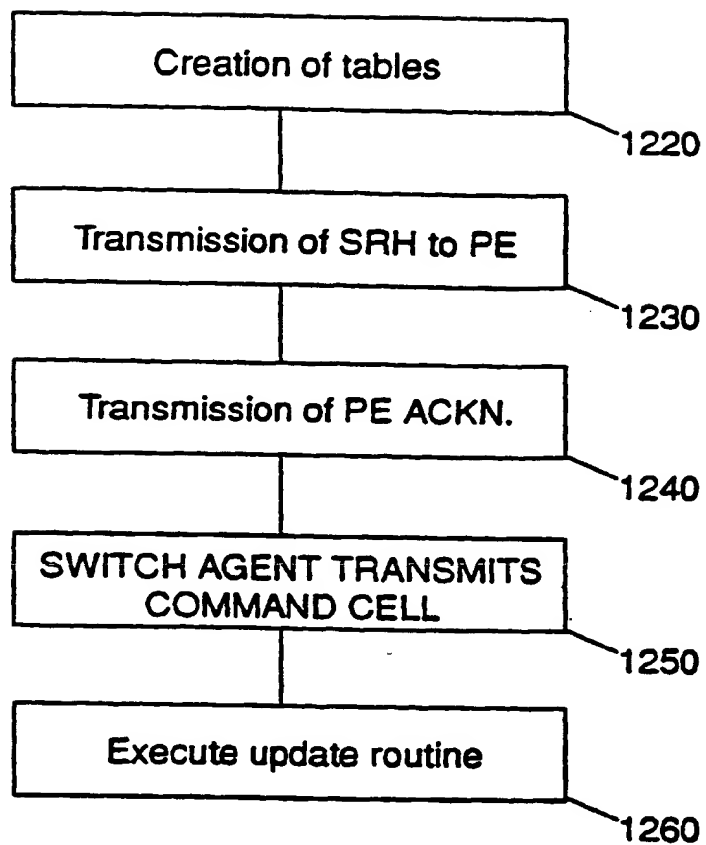 Creation of tables
1220
Transmission of SRH to PE
1230
Transmission of PE ACKN.
1240
SWITCH AGENT TRANSMITS
COMMAND CELL
1250
Execute update routine
1260